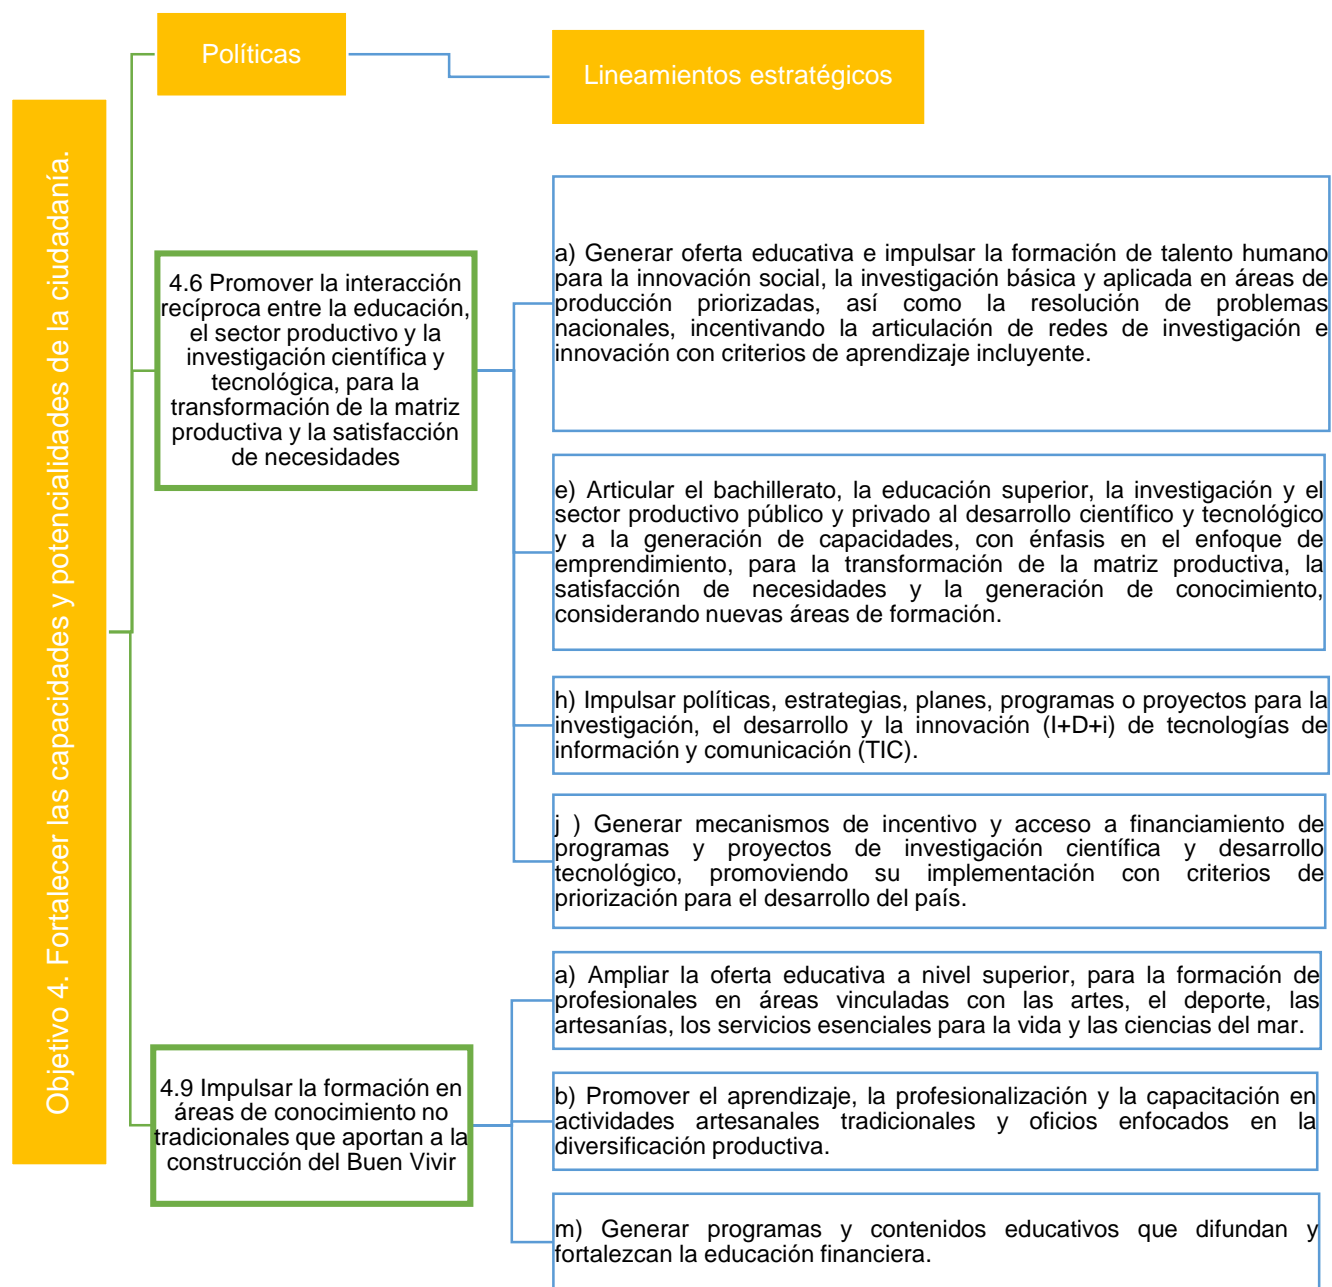 Políticas
Lineamientos estratégicos
Objetivo 4. Fortalecer las capacidades y potencialidades de la ciudadanía.
4.6 Promover la interacción
recíproca entre la educación,
el sector productivo y la
investigación científica y
tecnológica, para la
transformación de la matriz
productiva y la satisfacción
de necesidades
a) Generar oferta educativa e impulsar la formación de talento humano
para la innovación social, la investigación básica y aplicada en áreas de
producción priorizadas, así como la resolución de problemas
nacionales, incentivando la articulación de redes de investigación e
innovación con criterios de aprendizaje incluyente.
e) Articular el bachillerato, la educación superior, la investigación y el
sector productivo público y privado al desarrollo científico y tecnológico
y a la generación de capacidades, con énfasis en el enfoque de
emprendimiento, para la transformación de la matriz productiva, la
satisfacción de necesidades y la generación de conocimiento,
considerando nuevas áreas de formación.
h) Impulsar políticas, estrategias, planes, programas o proyectos para la
investigación, el desarrollo y la innovación (I+D+i) de tecnologías de
información y comunicación (TIC).
j ) Generar mecanismos de incentivo y acceso a financiamiento de
programas y proyectos de investigación científica y desarrollo
tecnológico, promoviendo su implementación con criterios de
priorización para el desarrollo del país.
4.9 Impulsar la formación en
áreas de conocimiento no
tradicionales que aportan a la
construcción del Buen Vivir
a) Ampliar la oferta educativa a nivel superior, para la formación de
profesionales en áreas vinculadas con las artes, el deporte, las
artesanías, los servicios esenciales para la vida y las ciencias del mar.
b) Promover el aprendizaje, la profesionalización y la capacitación en
actividades artesanales tradicionales y oficios enfocados en la
diversificación productiva.
m) Generar programas y contenidos educativos que difundan y
fortalezcan la educación financiera.